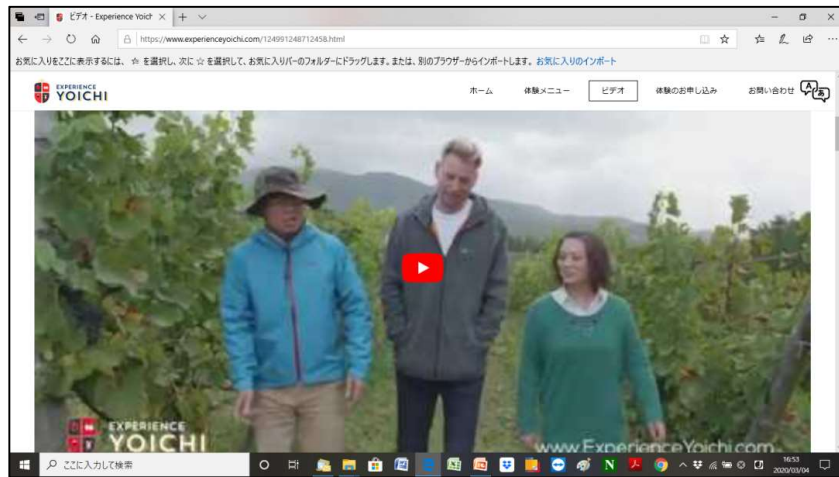 ビデオ - Experience Yoich
https://www.experienceyoichi.com/124991248712458.html
お気に入りをここに表示するには、☆ を選択し、次に ☆ を選択して、お気に入りバーのフォルダーにドラッグします。または、別のブラウザーからインポートします。 お気に入りのインポート
EXPERIENCE
YOICHI
ホーム 体験メニュー ビデオ 体験のお申し込み お問い合わせ
A あ
EXPERIENCE
YOICHI
www.ExperienceYoichi.com
ここに入力して検索
16:53
2020/03/04